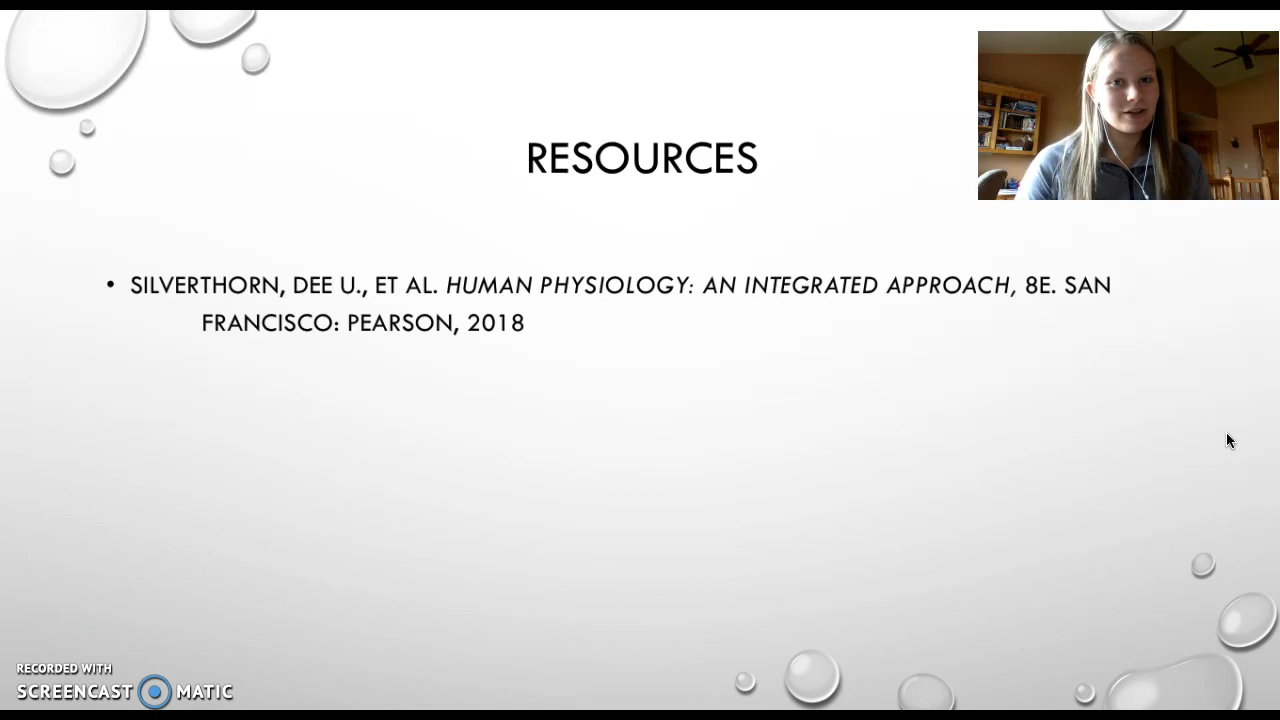 RESOURCES
• SILVERTHORN, DEE U., ET AL. HUMAN PHYSIOLOGY: AN INTEGRATED APPROACH, 8E. SAN
FRANCISCO: PEARSON, 2018
RECORDED WITH
SCREENCAST MATIC